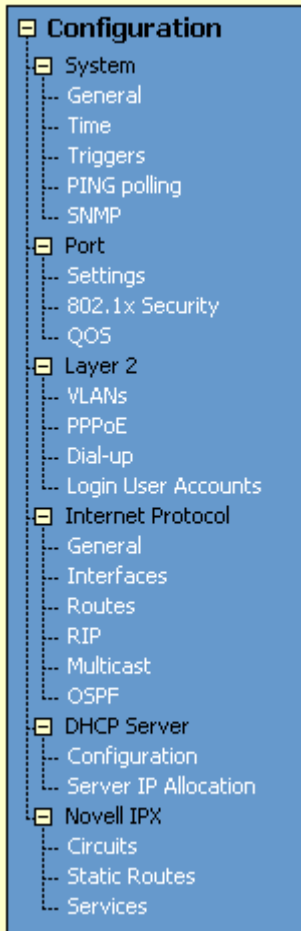 Configuration
System
General
Time
Triggers
PING polling
SNMP
Port
Settings
802.1x Security
QOS
Layer 2
VLANs
PPPoE
Dial-up
Login User Accounts
Internet Protocol
General
Interfaces
Routes
RIP
Multicast
OSPF
DHCP Server
Configuration
Server IP Allocation
Novell IPX
Circuits
Static Routes
Services